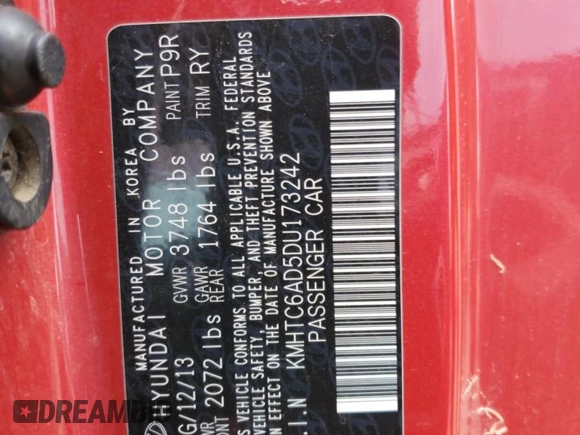 MANUFACTURED IN KOREA BY
HYUNDAI MOTOR COMPANY
G/12/13 GVWR 3748 lbs PAINT P9R
2072 lbs GAWR REAR 1764 lbs TRIM RY
VEHICLE CONFORMS TO ALL APPLICABLE U.S.A. FEDERAL
VEHICLE SAFETY, BUMPER, AND THEFT PREVENTION STANDARDS
IN EFFECT ON THE DATE OF MANUFACTURE SHOWN ABOVE
.I.N KMHTC6AD5DU173242
PASSENGER CAR